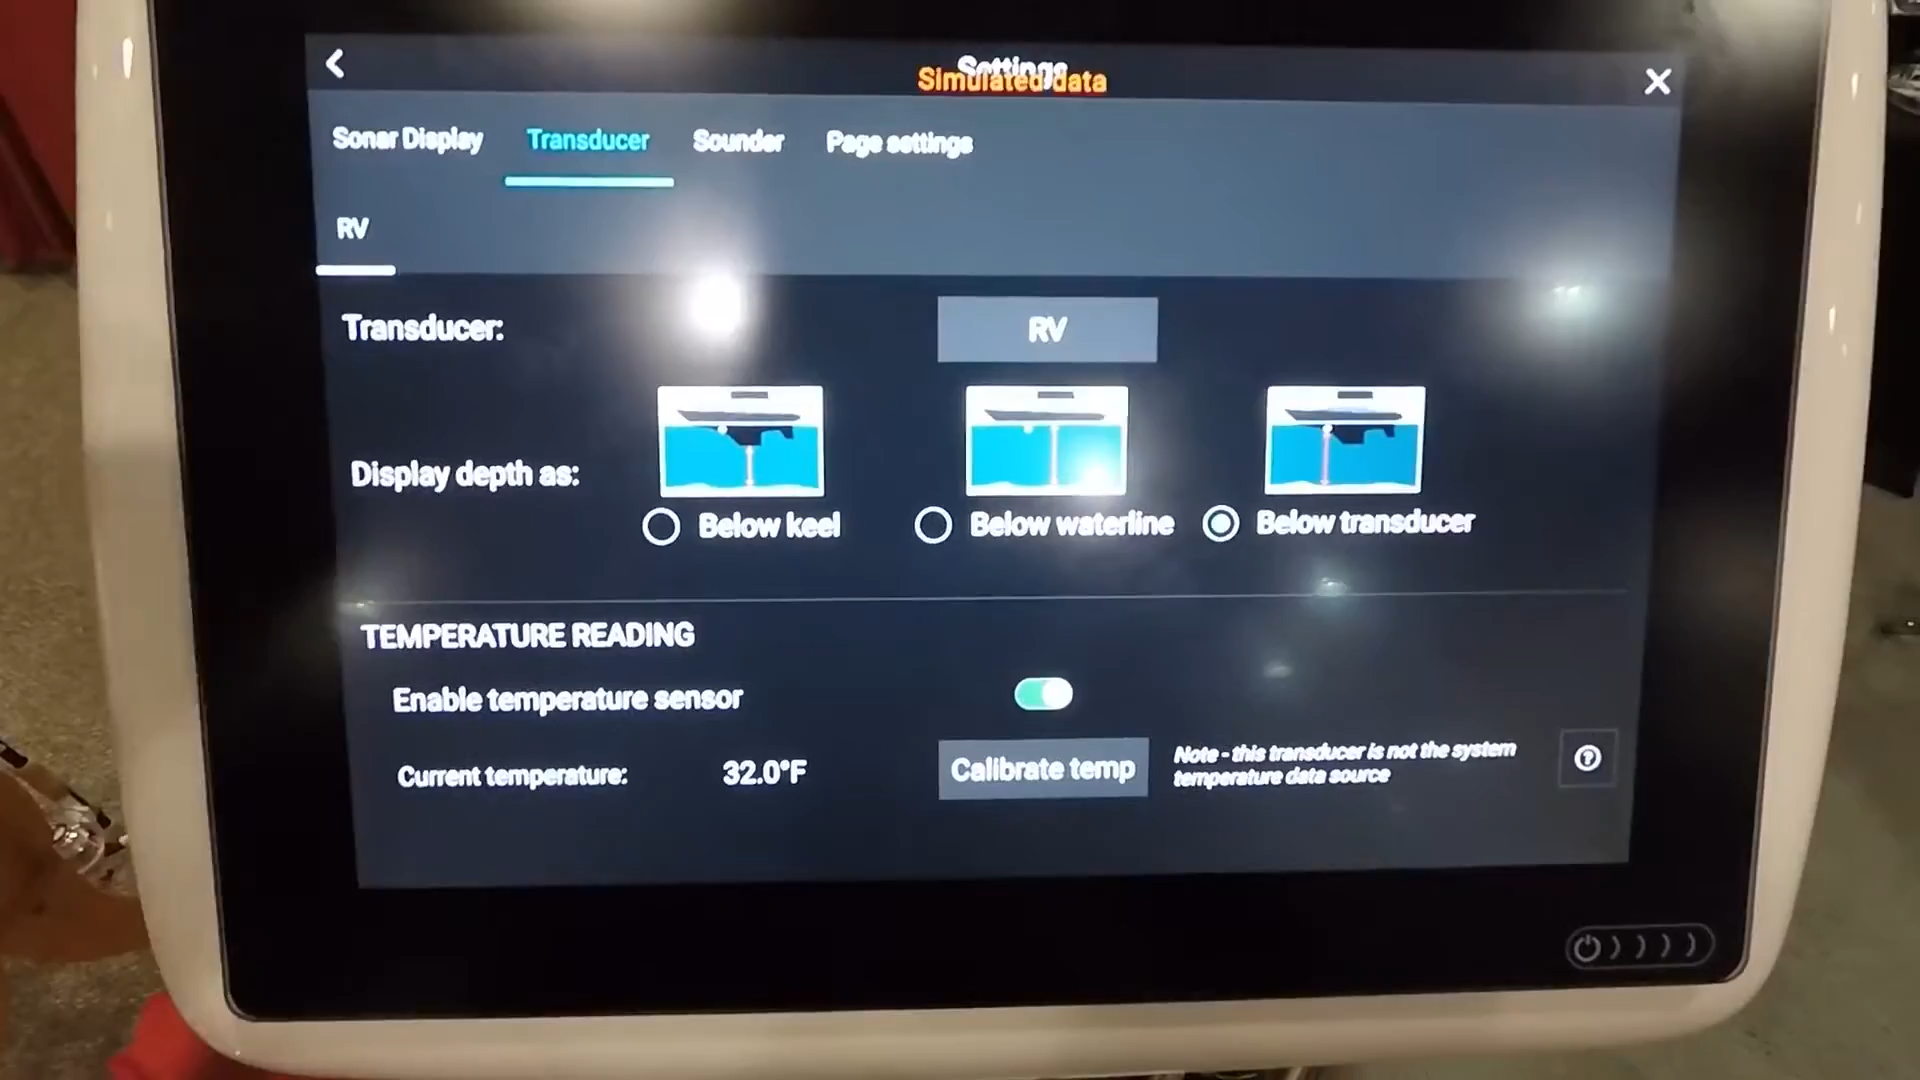 Settings
Simulated data
Sonar Display Transducer Sounder Page settings
RV
Transducer: RV
Display depth as:
Below keel Below waterline Below transducer
TEMPERATURE READING
Enable temperature sensor
Current temperature: 32.0°F Calibrate temp
Note - this transducer is not the system
temperature data source